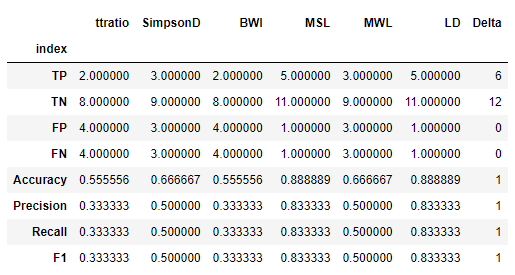 ttratio SimpsonD BWI MSL MWL LD Delta
index
TP 2.000000 3.000000 2.000000 5.000000 3.000000 5.000000 6
TN 8.000000 9.000000 8.000000 11.000000 9.000000 11.000000 12
FP 4.000000 3.000000 4.000000 1.000000 3.000000 1.000000 0
FN 4.000000 3.000000 4.000000 1.000000 3.000000 1.000000 0
Accuracy 0.555556 0.666667 0.555556 0.888889 0.666667 0.888889 1
Precision 0.333333 0.500000 0.333333 0.833333 0.500000 0.833333 1
Recall 0.333333 0.500000 0.333333 0.833333 0.500000 0.833333 1
F1 0.333333 0.500000 0.333333 0.833333 0.500000 0.833333 1